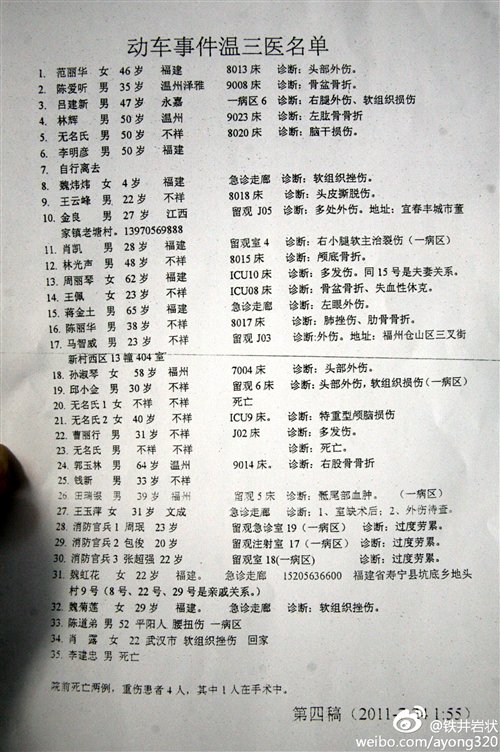 动车事件温三医名单
1. 范丽华 女 46岁 福建 8013床 诊断：头部外伤。
2. 陈爱昕 男 35岁 温州泽雅 9008床 诊断：骨盆骨折。
3. 吕建新 男 47岁 永嘉 一病区6 诊断：右腿外伤、软组织损伤
4. 林辉 男 50岁 温州 9023床 诊断：左肱骨骨折
5. 无名氏 男 50岁 不祥 8020床 诊断：脑干损伤。
6. 李明彦 男 50岁 福建
7. 自行离去
8. 魏炜炜 女 4岁 福建 急诊走廊 诊断：软组织挫伤。
9. 王云峰 男 22岁 不祥 8018床 诊断：头皮撕脱伤。
10. 金良 男 27岁 江西 留观J05 诊断：多处外伤。地址：宜春丰城市董
家镇老塘村。13970569888
11. 肖凯 男 28岁 福建 留观室4 诊断：右小腿软主治裂伤（一病区）
12. 林光声 男 48岁 不祥 8015床 诊断：颅底骨折。
13. 周丽琴 女 62岁 福建 ICU10床 诊断：多发伤。同15号是夫妻关系。
14. 王佩 女 23岁 不祥 ICU08床 诊断：骨盆骨折、失血性休克。
15. 蒋金土 男 65岁 福建 急诊走廊 诊断：左眼外伤。
16. 陈丽华 男 38岁 不祥 8017床 诊断：肺挫伤、肋骨骨折。
17. 马智威 男 23岁 不祥 留观J03 诊断：外伤。地址：福州仓山区三叉街
新村西区13幢404室
18. 孙淑琴 女 58岁 福州 7004床 诊断：头部外伤。
19. 邱小金 男 30岁 不祥 留观6床 诊断：头部外伤，软组织损伤（一病区）
20. 无名氏1 女 不祥 不祥 死亡
21. 无名氏2 女 40岁 不祥 ICU9床。 诊断：特重型颅脑损伤
22. 曹丽行 男 31岁 不祥 J02床 诊断：多发伤。
23. 无名氏 男 不祥 不祥 诊断：死亡。
24. 郭玉林 男 64岁 温州 9014床。 诊断：右股骨骨折
25. 钱新 男 33岁 不祥
26. 田瑞银 男 39岁 福州 留观5床 诊断：骶尾部血肿。 （一病区）
27. 王玉萍 女 31岁 文成 急诊走廊 诊断：1、室缺术后；2、外伤待查。
28. 消防官兵1 周珉 23岁 留观急诊室19（一病区） 诊断：过度劳累。
29. 消防官兵2 包俊 20岁 留观注射室17（一病区） 诊断：过度劳累。
30. 消防官兵3 张超强 22岁 留观室18（一病区） 诊断：过度劳累。
31. 魏虹花 女 22岁 福建。 急诊走廊 15205636600 福建省寿宁县坑底乡地头
村9号（8号、22号、29号是亲戚关系。）
32. 魏菊莲 女 29岁 福建。 急诊走廊 诊断：软组织挫伤。
33. 陈道弟 男 52 平阳人 腰扭伤 一病区
34. 肖露 女 22 武汉市 软组织挫伤 回家
35. 李建忠 男 死亡
院前死亡两例，重伤患者4人，其中1人在手术中。
第四稿（2011-7-24 1:55）
@铁井岩状
weibo.com/ayong320